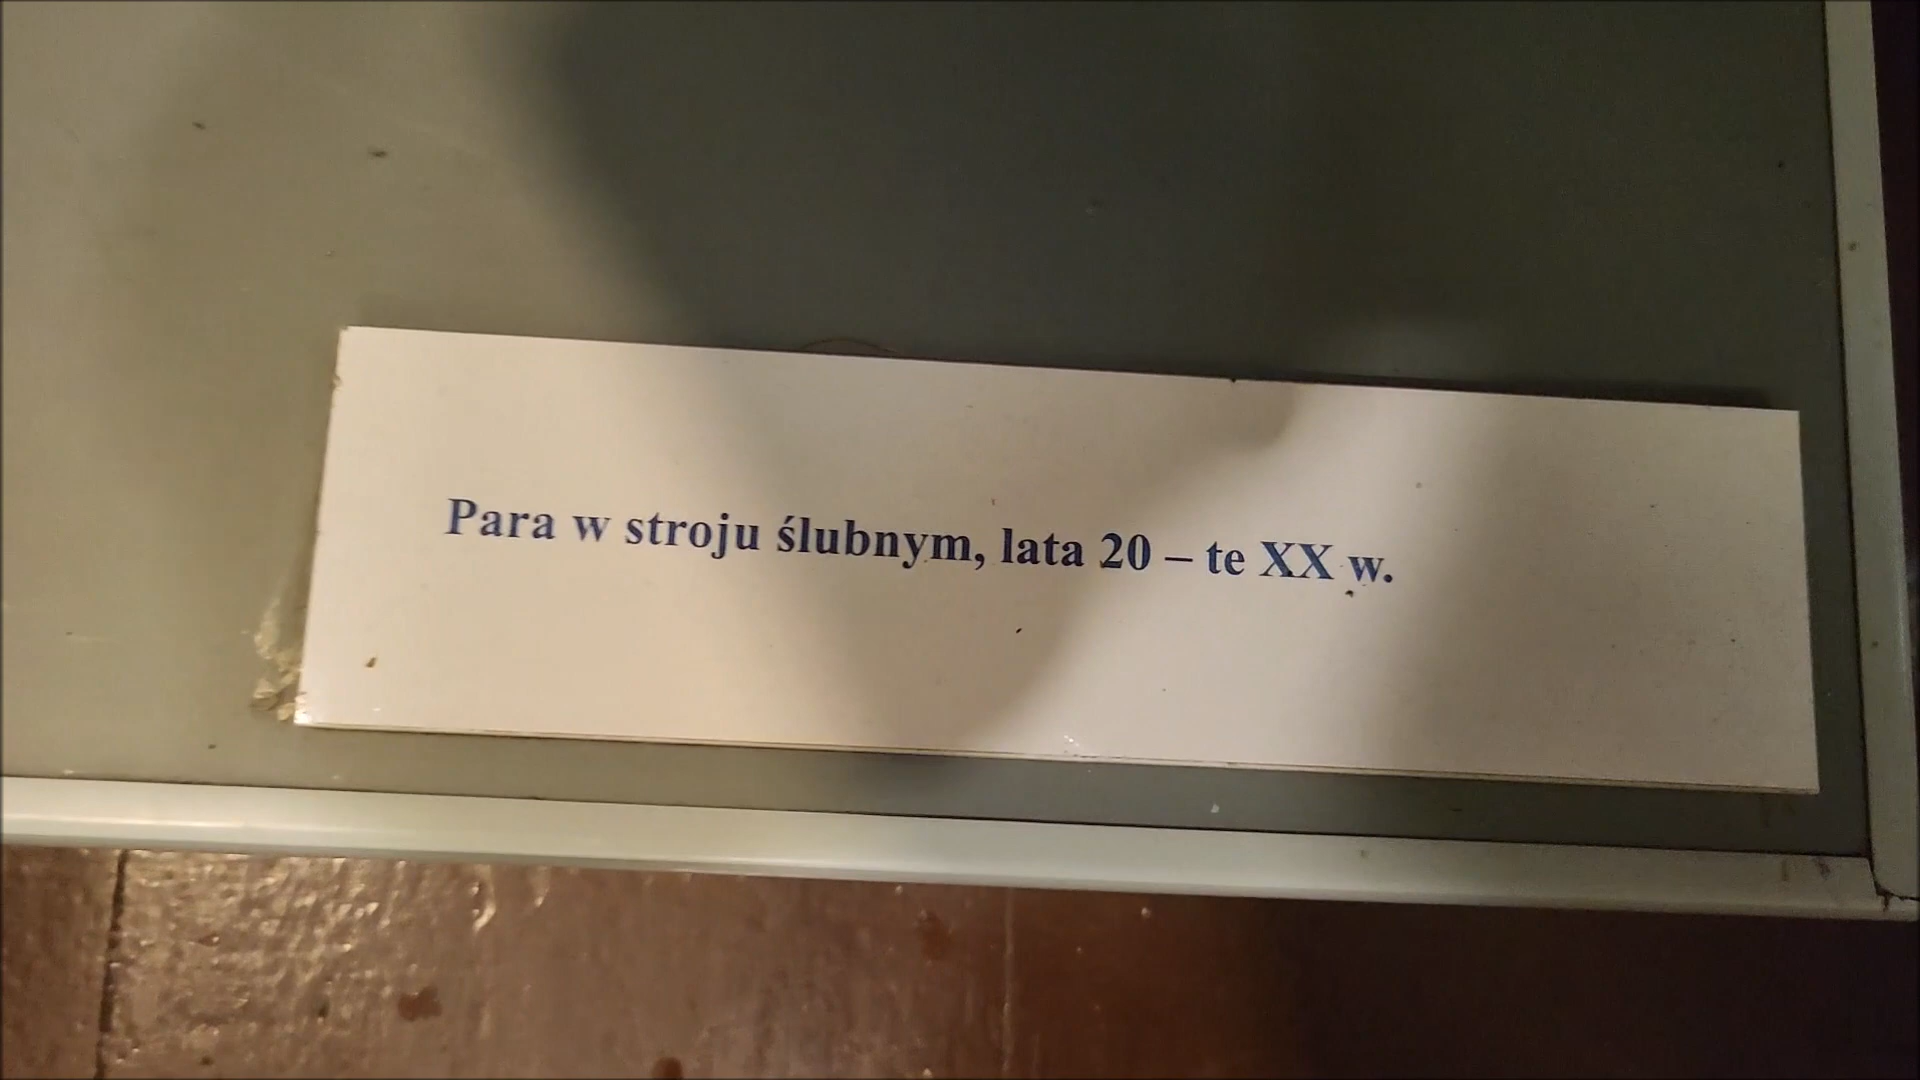 Para w stroju ślubnym, lata 20 – te XX w.